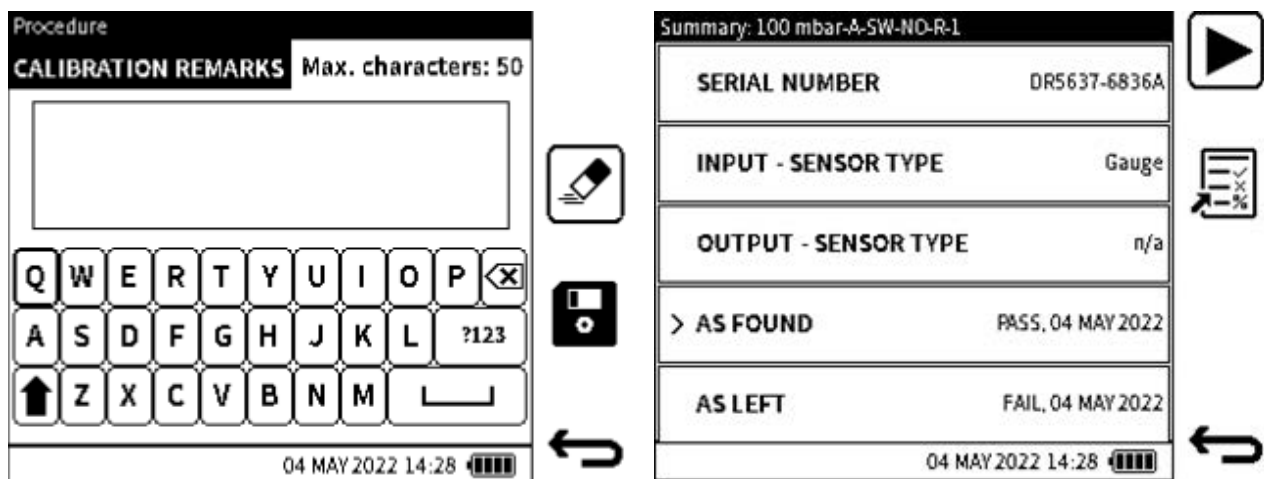 Procedure
CALIBRATION REMARKS Max. characters: 50
Q W E R T Y U I O P
A S D F G H J K L ?123
Z X C V B N M
04 MAY 2022 14:28
Summary: 100 mbar-A-SW-NO-R-1
SERIAL NUMBER DR5637-6836A
INPUT - SENSOR TYPE Gauge
OUTPUT - SENSOR TYPE n/a
> AS FOUND PASS, 04 MAY 2022
AS LEFT FAIL, 04 MAY 2022
04 MAY 2022 14:28